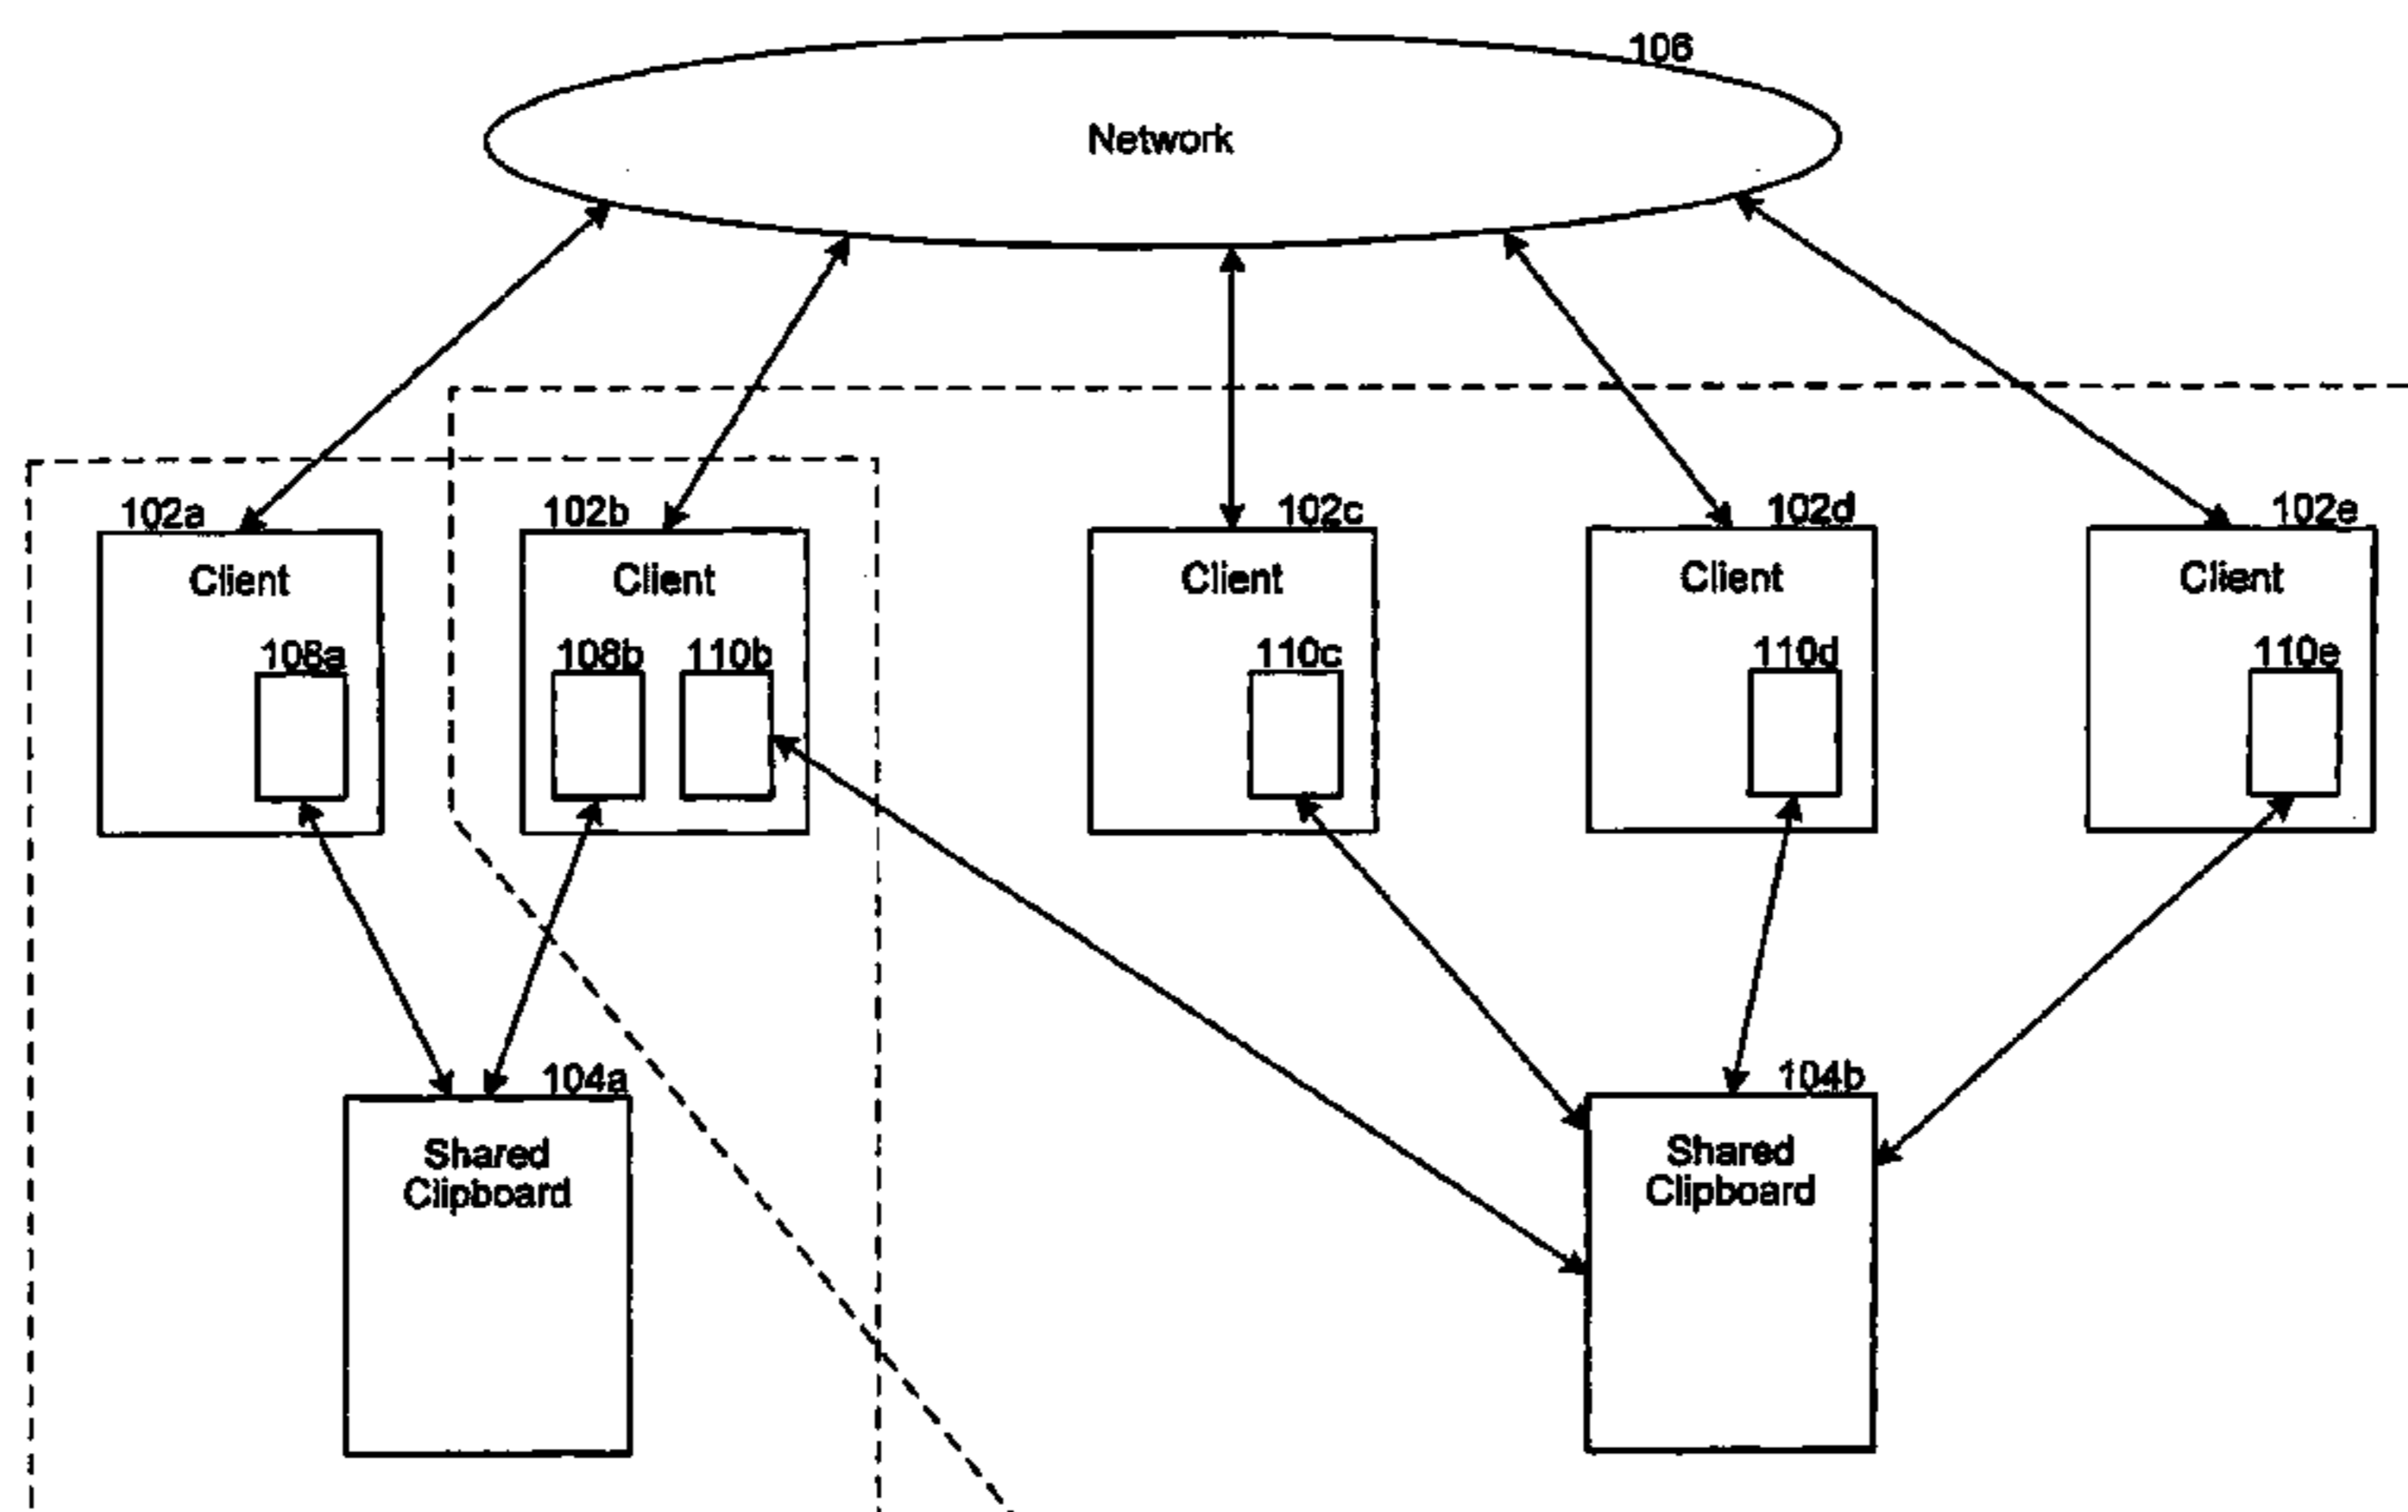 106
Network
102a
102b
102c
102d
102e
Client
Client
Client
Client
Client
108a
108b
110b
110c
110d
110e
104a
104b
Shared
Clipboard
Shared
Clipboard